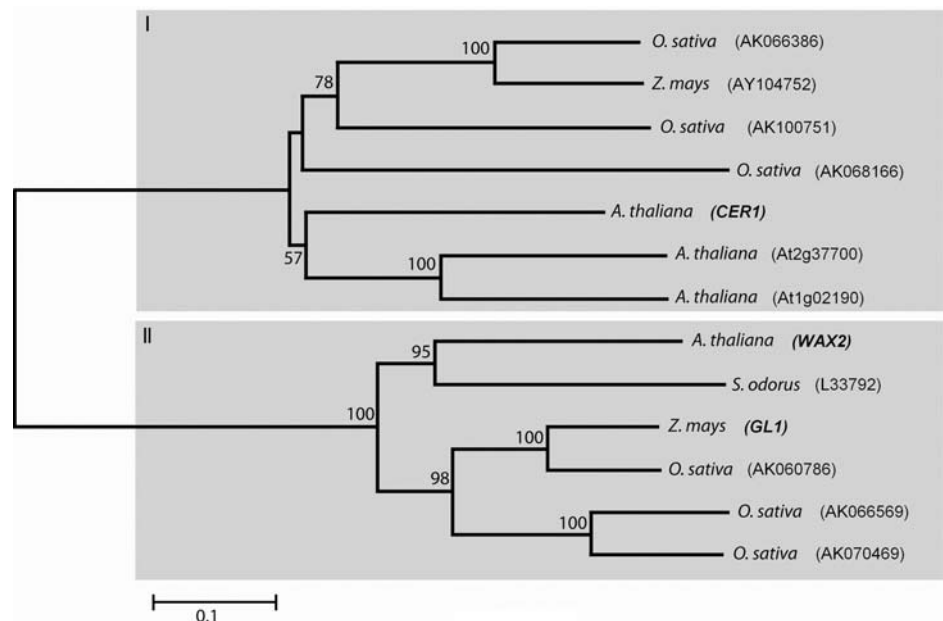 I
100
O. sativa (AK066386)
78
Z. mays (AY104752)
O. sativa (AK100751)
O. sativa (AK068166)
A. thaliana (CER1)
57
100
A. thaliana (At2g37700)
A. thaliana (At1g02190)
II
95
A. thaliana (WAX2)
S. odorus (L33792)
100
100
Z. mays (GL1)
98
O. sativa (AK060786)
100
O. sativa (AK066569)
O. sativa (AK070469)
0.1